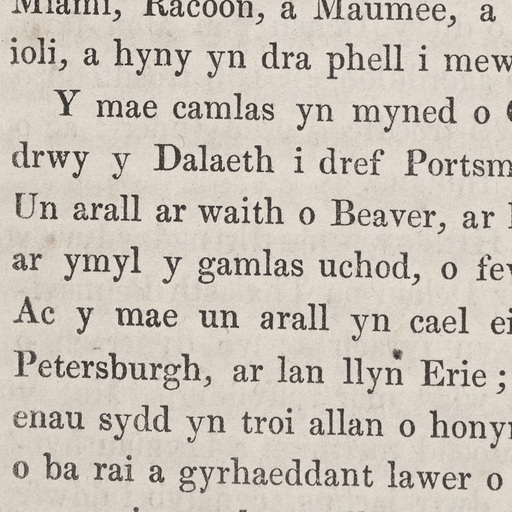 Miami, Racoon, a Maumee, a
ioli, a hyny yn dra phell i mew
Y mae camlas yn myned o
drwy y Dalaeth i dref Portsm
Un arall ar waith o Beaver, ar
ar ymyl y gamlas uchod, o fe
Ac y mae un arall yn cael ei
Petersburgh, ar lan llyn Erie ;
enau sydd yn troi allan o hony
o ba rai a gyrhaeddant lawer o